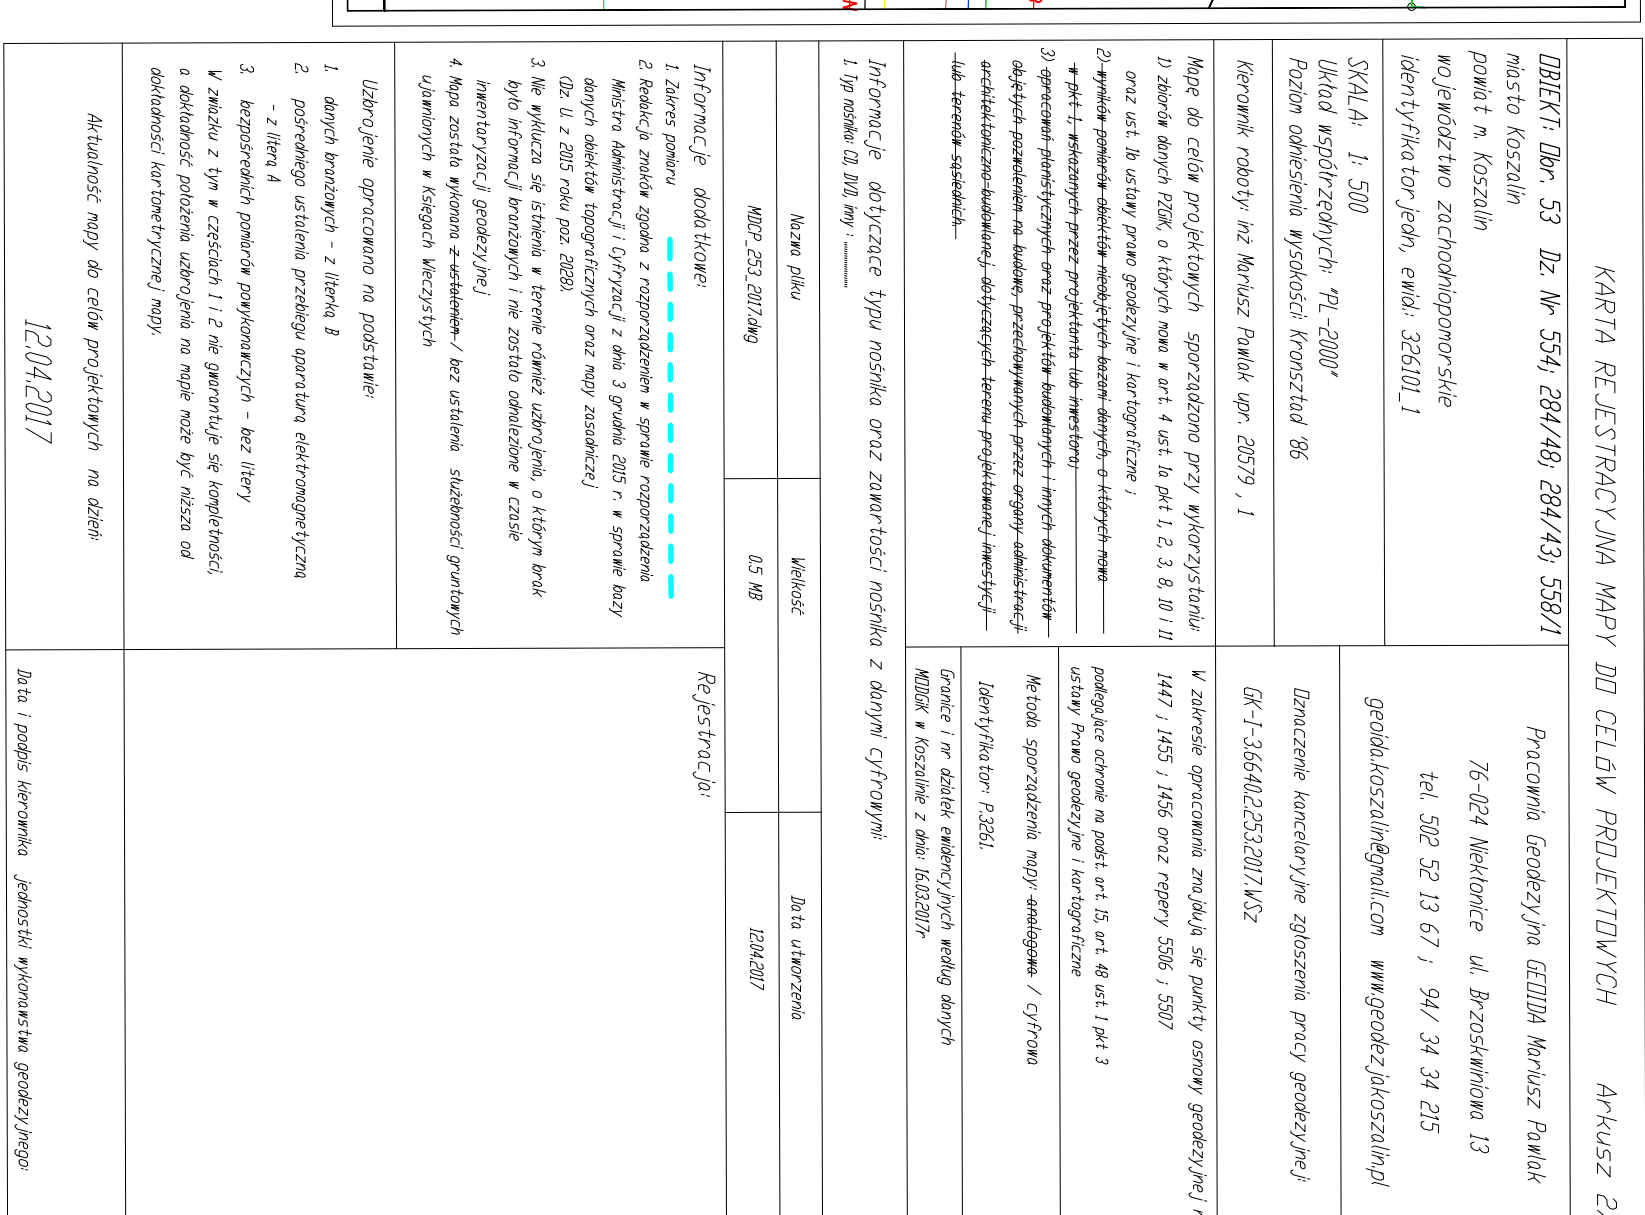 KARTA REJESTRACYJNA MAPY DO CELÓW PROJEKTOWYCH Arkusz 2
OBIEKT: Obr. 53 Dz. Nr 554; 284/48; 284/43; 558/1
miasto Koszalin
powiat m. Koszalin
województwo zachodniopomorskie
identyfikator jedn, ewid.: 326101_1
Pracownia Geodezyjna GEOIDA Mariusz Pawlak
76-024 Niekłonice ul. Brzoskwiniowa 13
tel. 502 52 13 67 ; 94/ 34 34 215
geoida.koszalin@gmail.com www.geodezjakoszalin.pl
SKALA: 1: 500
Układ współrzędnych: "PL-2000"
Poziom odniesienia wysokości: Kronsztad '86
Oznaczenie kancelaryjne zgłoszenia pracy geodezyjnej
GK-I-3.6640.2.253.2017.WSz
Kierownik roboty: inż Mariusz Pawlak upr. 20579 , 1
Mapę do celów projektowych sporządzono przy wykorzystaniu:
1) zbiorów danych PZGiK, o których mowa w art. 4 ust. 1a pkt 1, 2, 3, 8, 10 i 11
oraz ust. 1b ustawy prawo geodezyjne i kartograficzne ;
2) wyników pomiarów obiektów nieobjętych bazami danych, o których mowa
w pkt 1, wskazanych przez projektanta lub inwestora;
3) opracowań planistycznych oraz projektów budowlanych i innych dokumentów
objętych pozwoleniem na budowę, przechowywanych przez organy administracji
architektoniczno-budowlanej, dotyczących terenu projektowanej inwestycji
lub terenów sąsiednich.
W zakresie opracowania znajdują się punkty osnowy geodezyjnej
1447 ; 1455 ; 1456 oraz repery 5506 ; 5507
podlegające ochronie na podst. art. 15, art. 48 ust. 1 pkt 3
ustawy Prawo geodezyjne i kartograficzne
Metoda sporządzenia mapy: analogowa / cyfrowa
Identyfikator: P.3261.
Granice i nr działek ewidencyjnych według danych
MODGiK w Koszalinie z dnia: 16.03.2017r
Informacje dotyczące typu nośnika oraz zawartości nośnika z danymi cyfrowymi:
1. Typ nośnika: CD, DVD, inny : ................
Nazwa pliku Wielkość Data utworzenia
MDCP_253_2017.dwg 0.5 MB 12.04.2017
Informacje dodatkowe:
1. Zakres pomiaru
2. Redakcja znaków zgodna z rozporządzeniem w sprawie rozporządzenia
Ministra Administracji i Cyfryzacji z dnia 3 grudnia 2015 r. w sprawie bazy
danych obiektów topograficznych oraz mapy zasadniczej
(Dz. U. z 2015 roku poz. 2028).
3. Nie wyklucza się istnienia w terenie również uzbrojenia, o którym brak
było informacji branżowych i nie zostało odnalezione w czasie
inwentaryzacji geodezyjnej
4. Mapa została wykonana z ustaleniem / bez ustalenia służebności gruntowych
ujawnionych w Księgach Wieczystych
Rejestracja:
Uzbrojenie opracowano na podstawie:
1. danych branżowych - z literką B
2. pośredniego ustalenia przebiegu aparaturą elektromagnetyczną
- z literą A
3. bezpośrednich pomiarów powykonawczych - bez litery
W związku z tym w częściach 1 i 2 nie gwarantuje się kompletności,
a dokładność położenia uzbrojenia na mapie może być niższa od
dokładności kartometrycznej mapy.
Aktualność mapy do celów projektowych na dzień:
12.04.2017
Data i podpis kierownika jednostki wykonawstwa geodezyjnego: